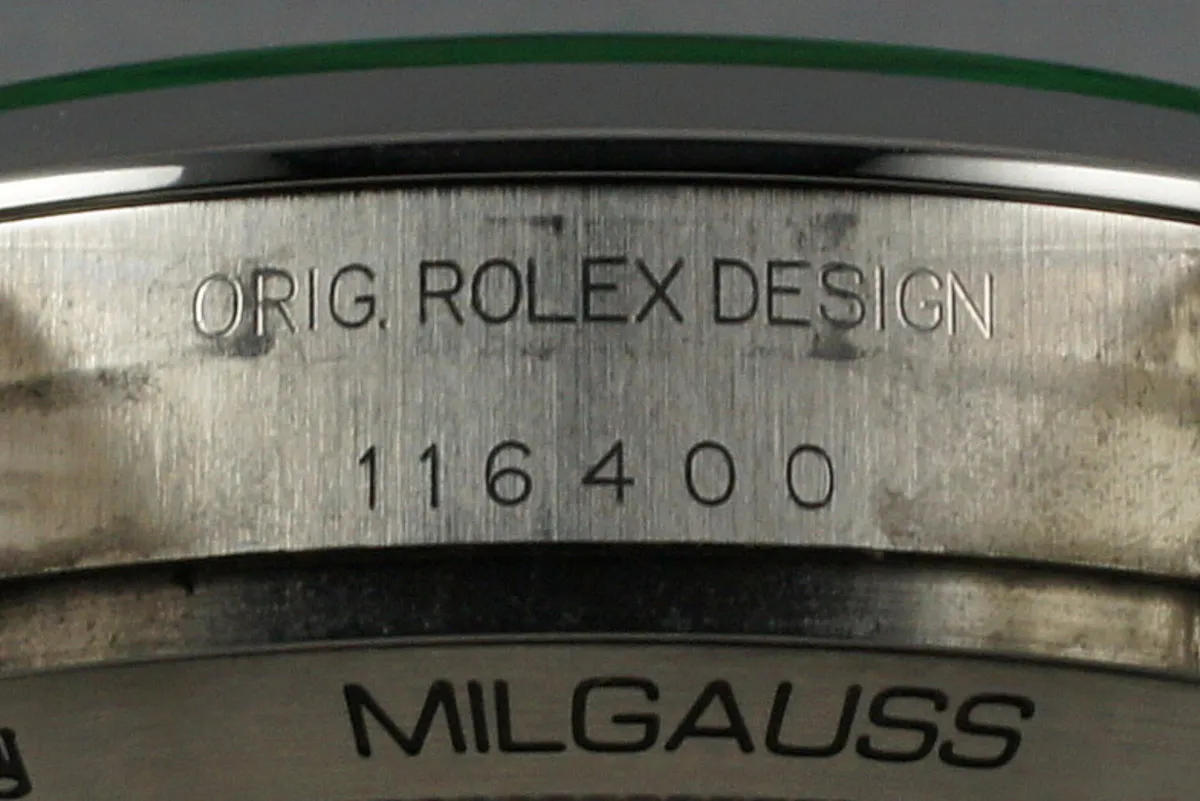 ORIG. ROLEX DESIGN
116400
MILGAUSS